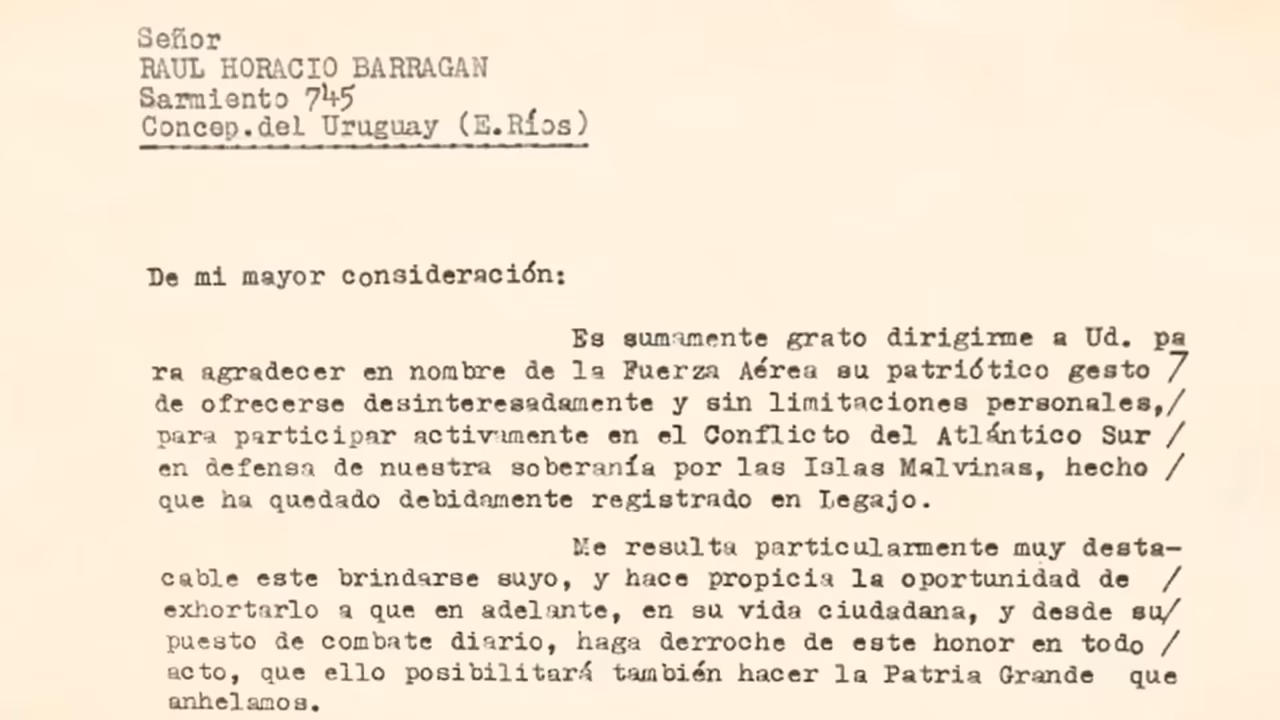 Señor
RAUL HORACIO BARRAGAN
Sarmiento 745
Concep.del Uruguay (E.Ríos)
De mi mayor consideración:
Es sumamente grato dirigirme a Ud. pa
ra agradecer en nombre de la Fuerza Aérea su patriótico gesto /
de ofrecerse desinteresadamente y sin limitaciones personales,/
para participar activamente en el Conflicto del Atlántico Sur /
en defensa de nuestra soberanía por las Islas Malvinas, hecho /
que ha quedado debidamente registrado en Legajo.
Me resulta particularmente muy desta-
cable este brindarse suyo, y hace propicia la oportunidad de /
exhortarlo a que en adelante, en su vida ciudadana, y desde su/
puesto de combate diario, haga derroche de este honor en todo /
acto, que ello posibilitará también hacer la Patria Grande que
anhelamos.